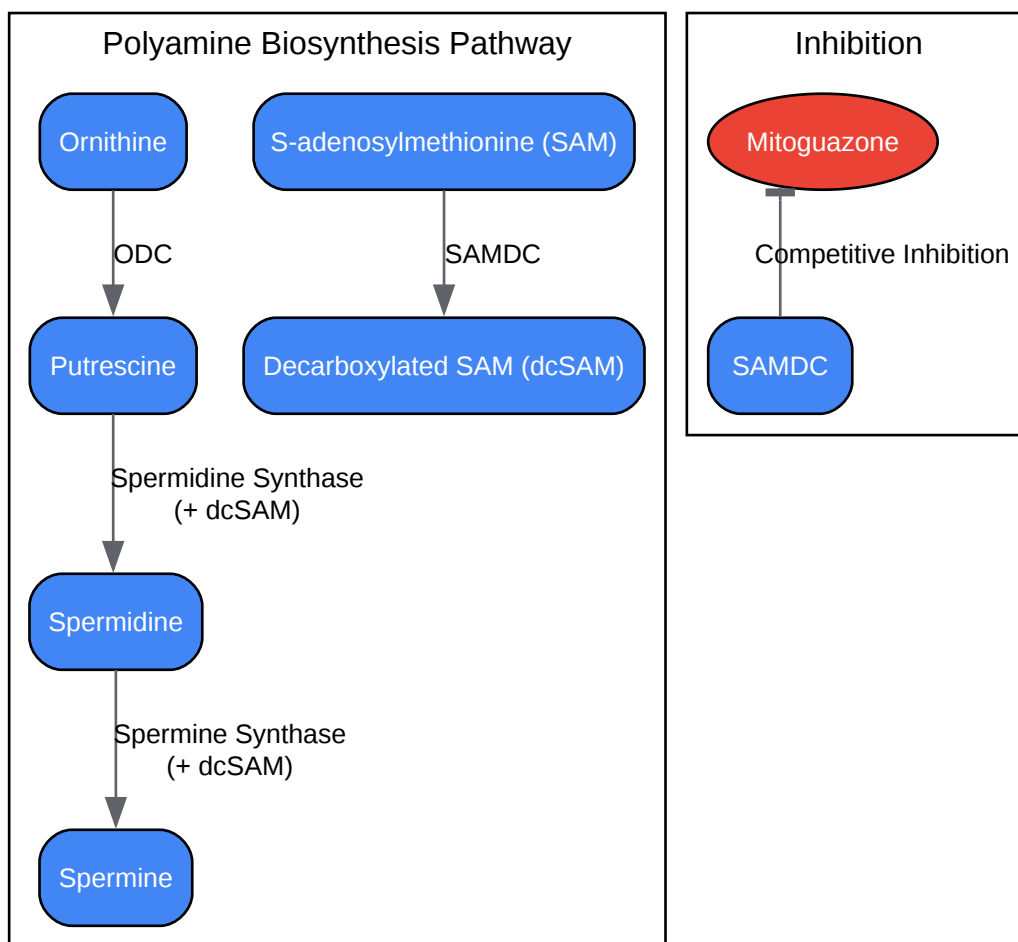 Polyamine Biosynthesis Pathway
Ornithine
S-adenosylmethionine (SAM)
ODC
SAMDC
Putrescine
Decarboxylated SAM (dcSAM)
Spermidine Synthase
(+ dcSAM)
Spermidine
Spermine Synthase
(+ dcSAM)
Spermine
Inhibition
Mitoguazone
Competitive Inhibition
SAMDC